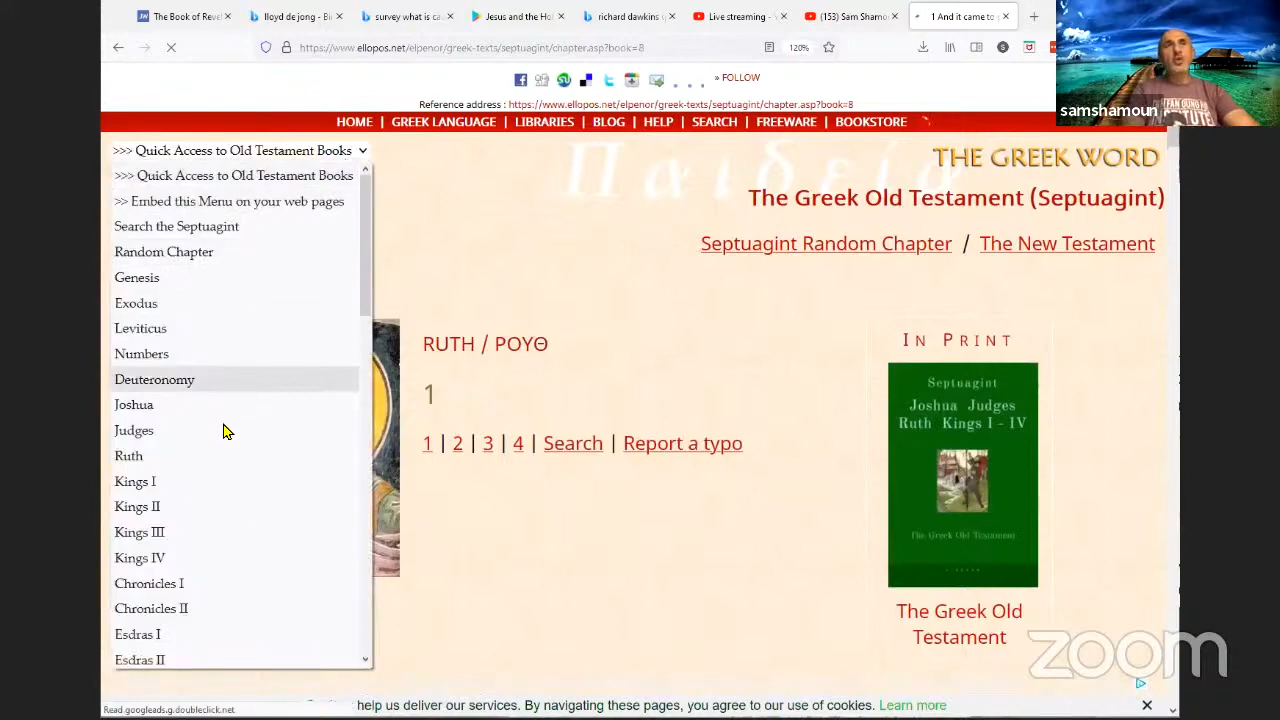 The Book of Revel
lloyd de jong - Bi
survey what is ca
Jesus and the Hol
richard dawkins q
Live streaming - 
(153) Sam Shamo
1 And it came to
https://www.ellopos.net/elpenor/greek-texts/septuagint/chapter.asp?book=8
120%
samshamoun
» FOLLOW
Reference address : https://www.ellopos.net/elpenor/greek-texts/septuagint/chapter.asp?book=8
HOME | GREEK LANGUAGE | LIBRARIES | BLOG | HELP | SEARCH | FREEWARE | BOOKSTORE
>>> Quick Access to Old Testament Books
>>> Quick Access to Old Testament Books
>> Embed this Menu on your web pages
Search the Septuagint
Random Chapter
Genesis
Exodus
Leviticus
Numbers
Deuteronomy
Joshua
Judges
Ruth
Kings I
Kings II
Kings III
Kings IV
Chronicles I
Chronicles II
Esdras I
Esdras II
Παιδεία
THE GREEK WORD
The Greek Old Testament (Septuagint)
Septuagint Random Chapter / The New Testament
RUTH / ΡΟΥΘ
1
1 | 2 | 3 | 4 | Search | Report a typo
IN PRINT
Septuagint
Joshua Judges
Ruth Kings I - IV
The Greek Old Testament
The Greek Old
Testament
zoom
help us deliver our services. By navigating these pages, you agree to our use of cookies. Learn more
Read.googleads.g.doubleclick.net